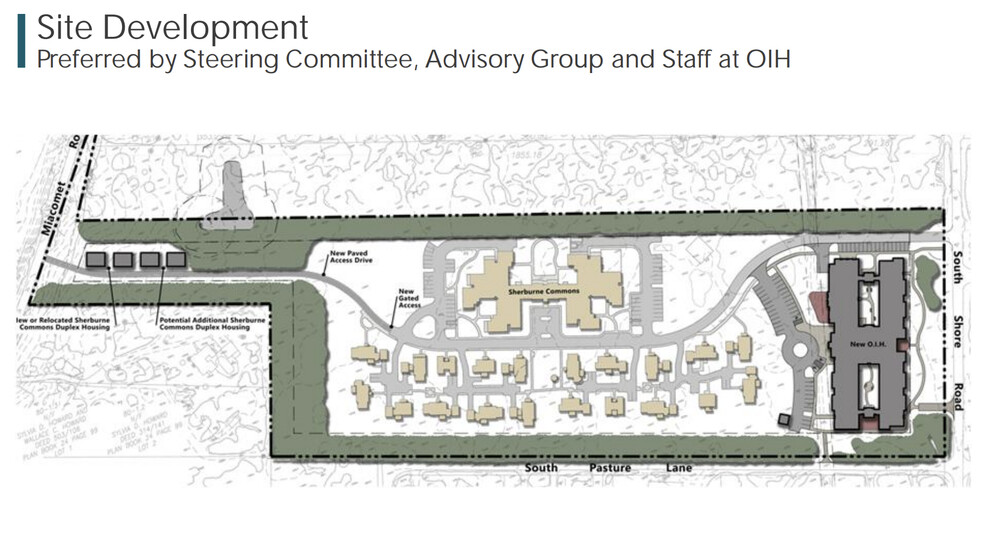 Site Development
Preferred by Steering Committee, Advisory Group and Staff at OIH
Miacomet
Ro
New Paved
Access Drive
New
Gated
Access
Sherburne Commons
New O.I.H.
South
Shore
Road
ew or Relocated Sherburne
Commons Duplex Housing
Potential Additional Sherburne
Commons Duplex Housing
South Pasture Lane